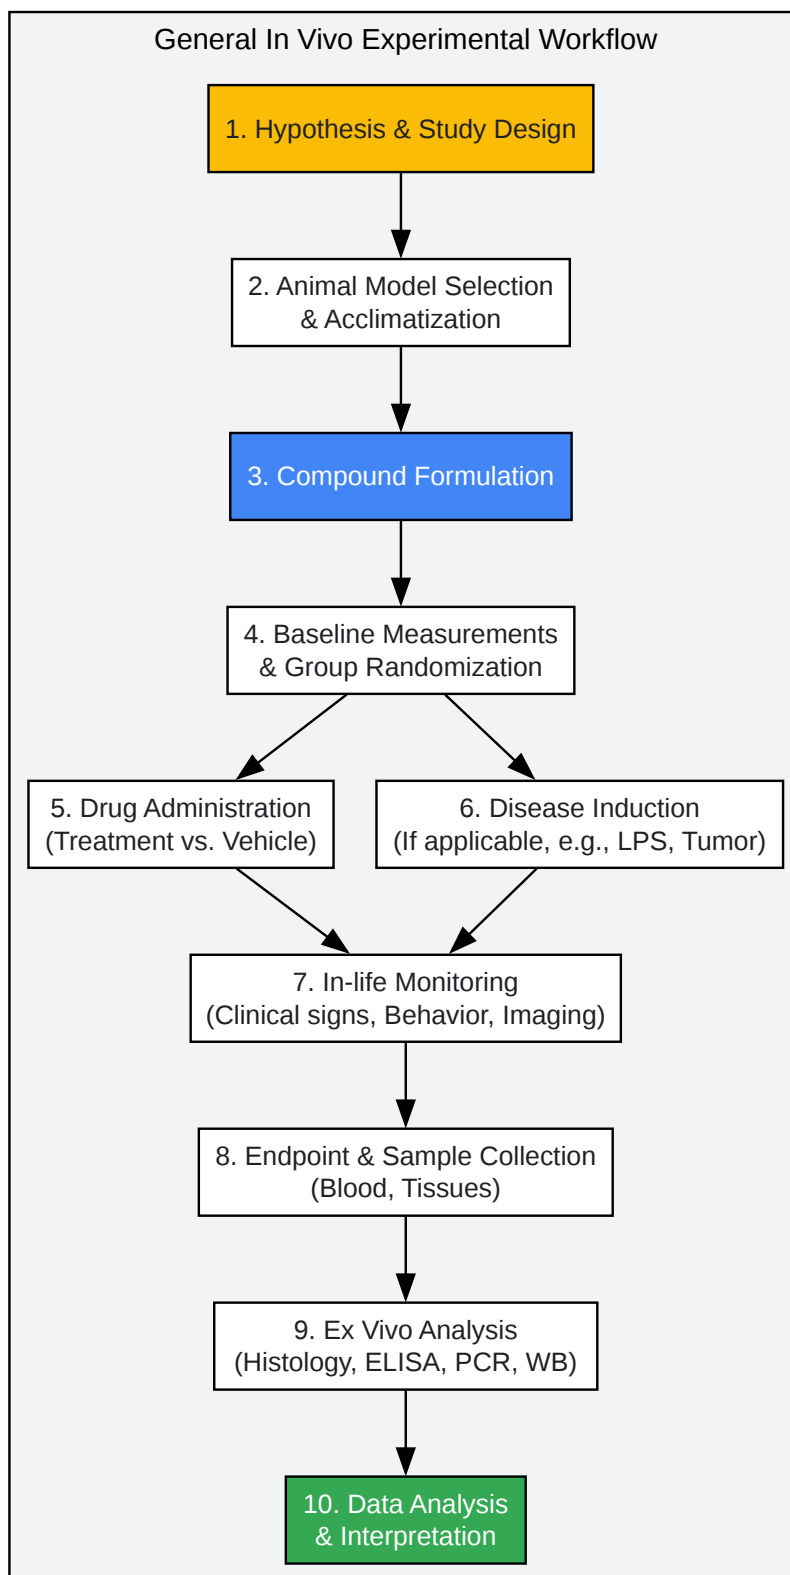 General In Vivo Experimental Workflow
1. Hypothesis & Study Design
2. Animal Model Selection
& Acclimatization
3. Compound Formulation
4. Baseline Measurements
& Group Randomization
5. Drug Administration
(Treatment vs. Vehicle)
6. Disease Induction
(If applicable, e.g., LPS, Tumor)
7. In-life Monitoring
(Clinical signs, Behavior, Imaging)
8. Endpoint & Sample Collection
(Blood, Tissues)
9. Ex Vivo Analysis
(Histology, ELISA, PCR, WB)
10. Data Analysis
& Interpretation